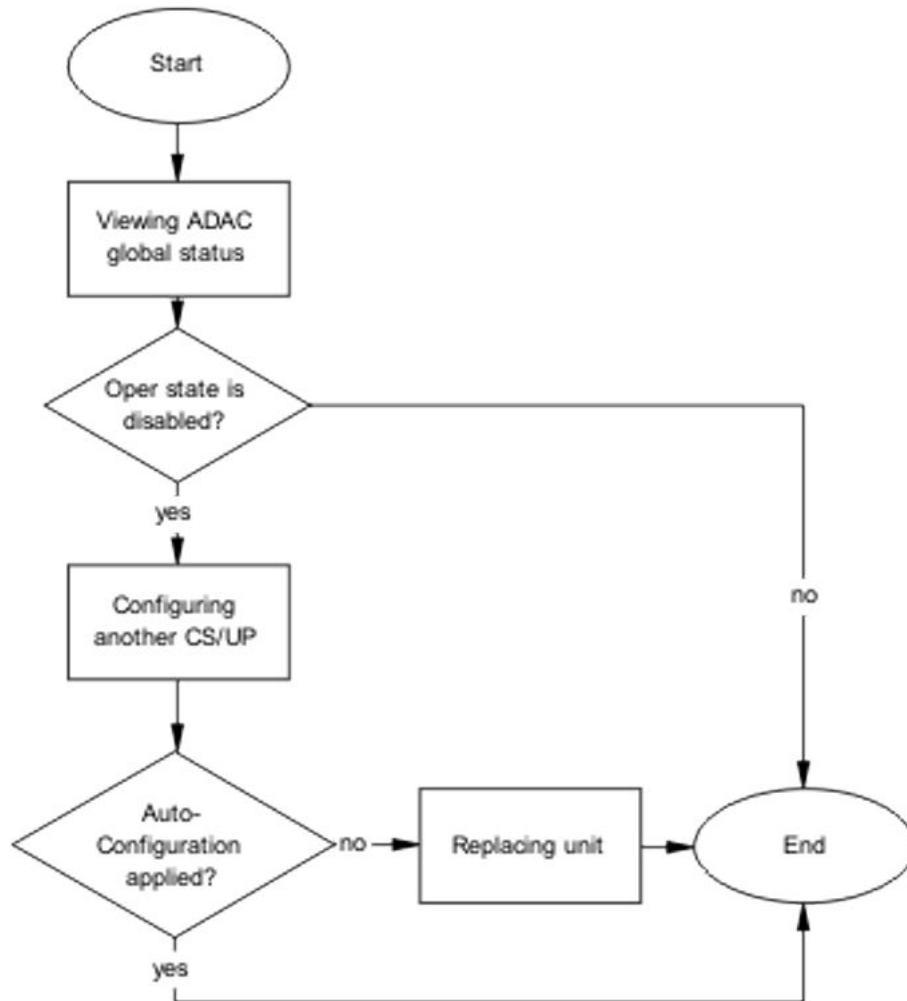 Start
Viewing ADAC
global status
Oper state is
disabled?
yes
no
Configuring
another CS/UP
Auto-
Configuration
applied?
no
Replacing unit
End
yes